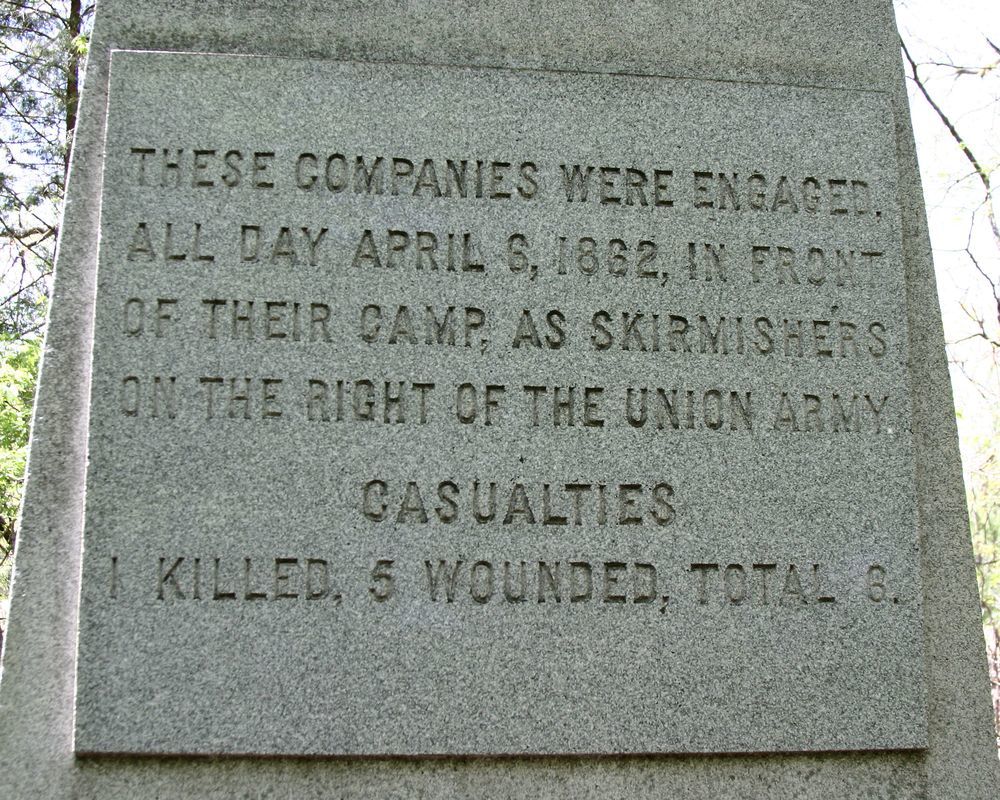 THESE COMPANIES WERE ENGAGED,
ALL DAY APRIL 6, 1862, IN FRONT
OF THEIR CAMP, AS SKIRMISHERS
ON THE RIGHT OF THE UNION ARMY.
CASUALTIES
1 KILLED, 5 WOUNDED, TOTAL 6.